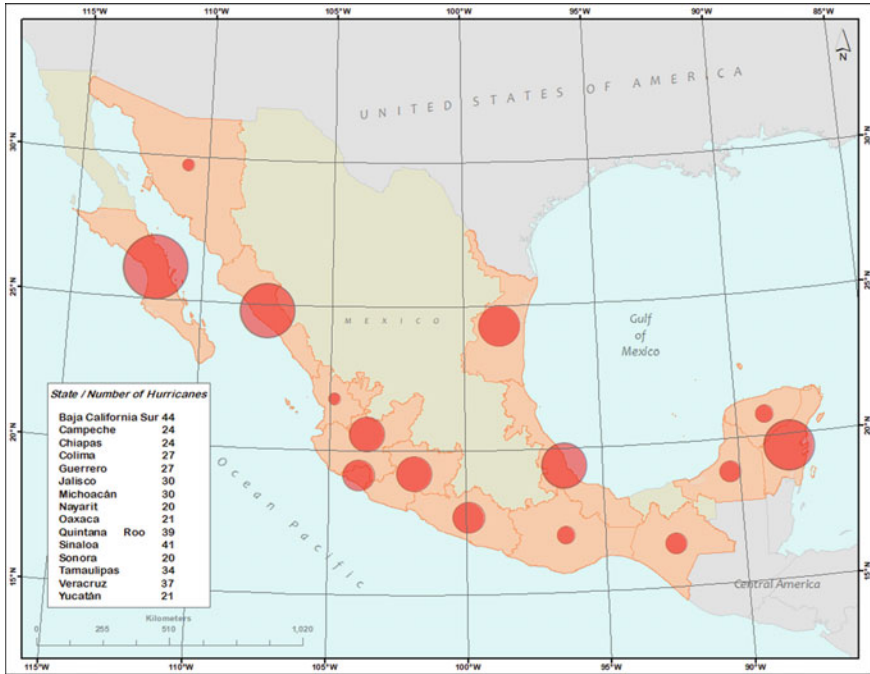 115°W 110°W 105°W 100°W 95°W 90°W 85°W
N
UNITED STATES OF AMERICA
30°N 30°N
25°N 25°N
MEXICO
Gulf
of
Mexico
20°N 20°N
State / Number of Hurricanes
Baja California Sur 44
Campeche 24
Chiapas 24
Colima 27
Guerrero 27
Jalisco 30
Michoacán 30
Nayarit 20
Oaxaca 21
Quintana Roo 39
Sinaloa 41
Sonora 20
Tamaulipas 34
Veracruz 37
Yucatán 21
Ocean Pacific
15°N 15°N
Central America
Kilometers
0 255 510 1,020
115°W 110°W 105°W 100°W 95°W 90°W